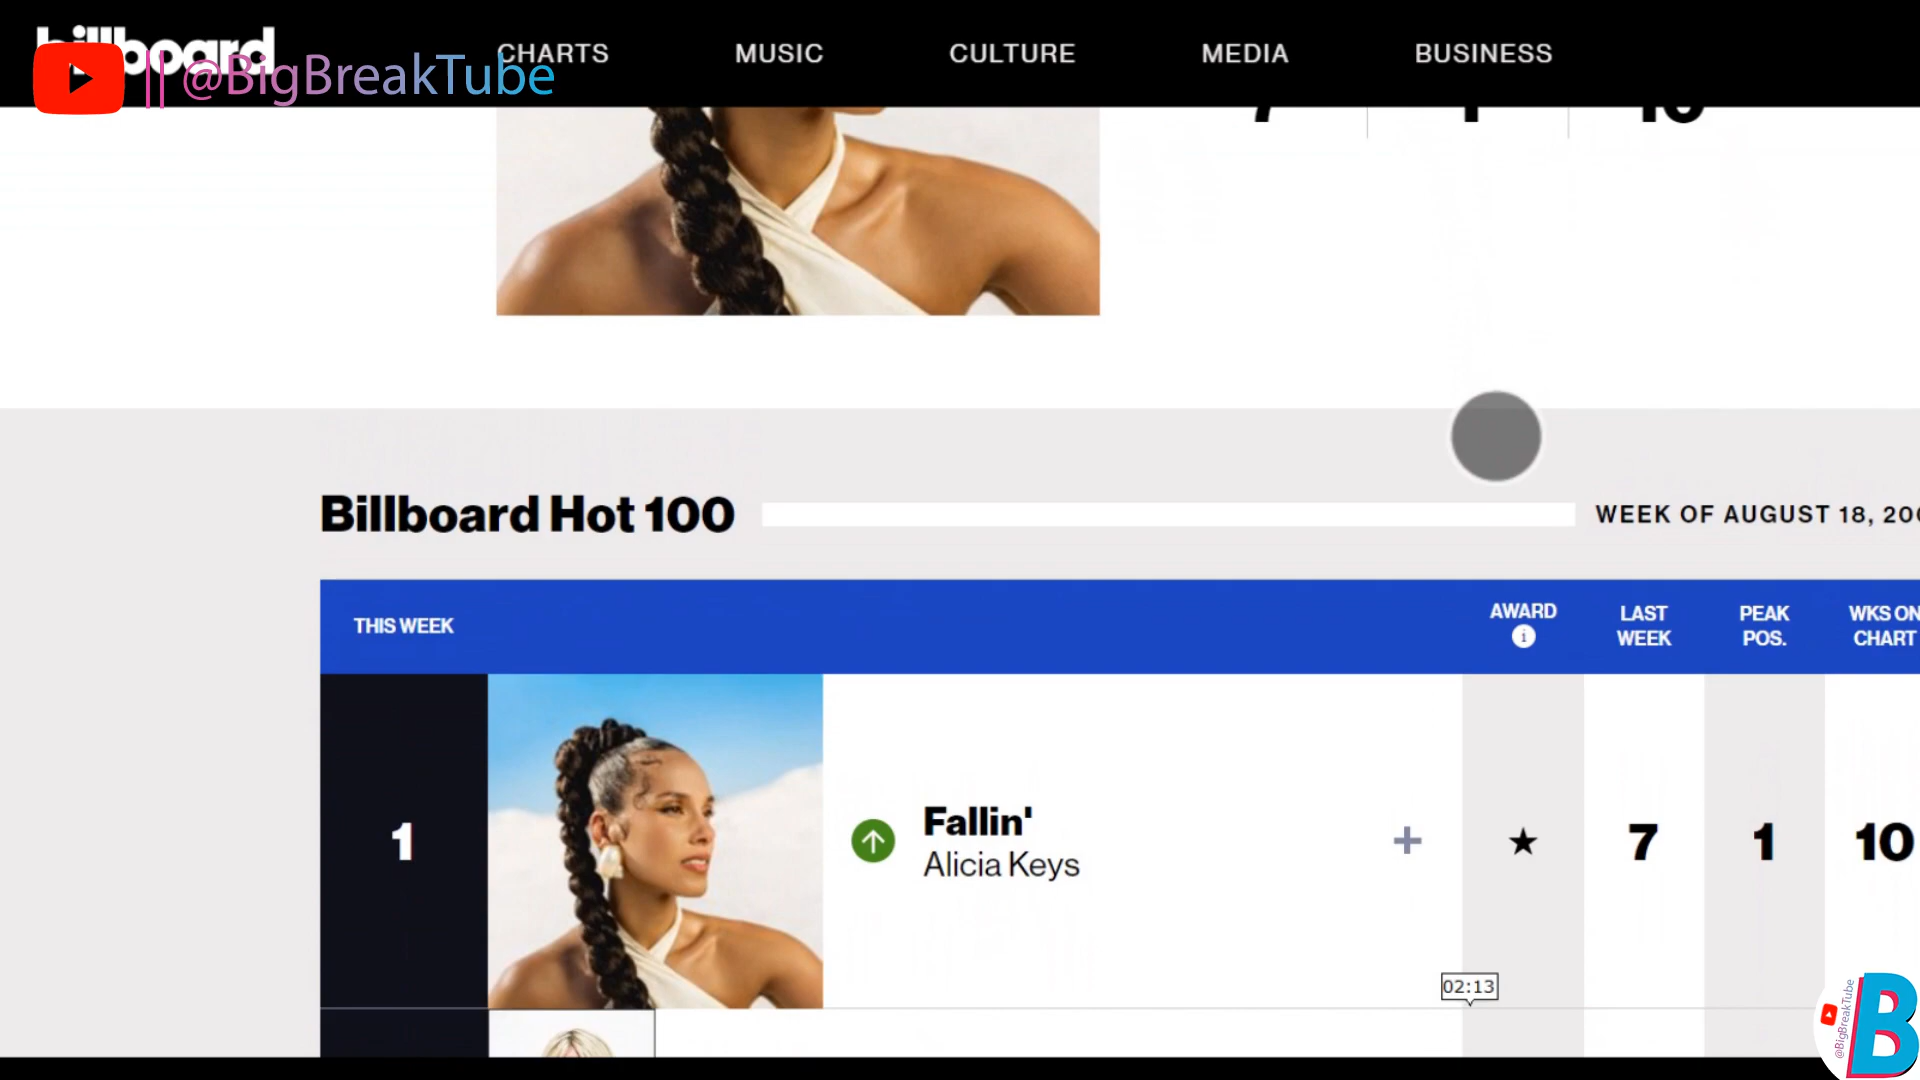 billboard
|| @BigBreakTube
CHARTS MUSIC CULTURE MEDIA BUSINESS
Billboard Hot 100
WEEK OF AUGUST 18, 200
THIS WEEK
AWARD
i
LAST
WEEK
PEAK
POS.
WKS ON
CHART
1
Fallin'
Alicia Keys
+
7
1
10
02:13
@BigBreakTube
B